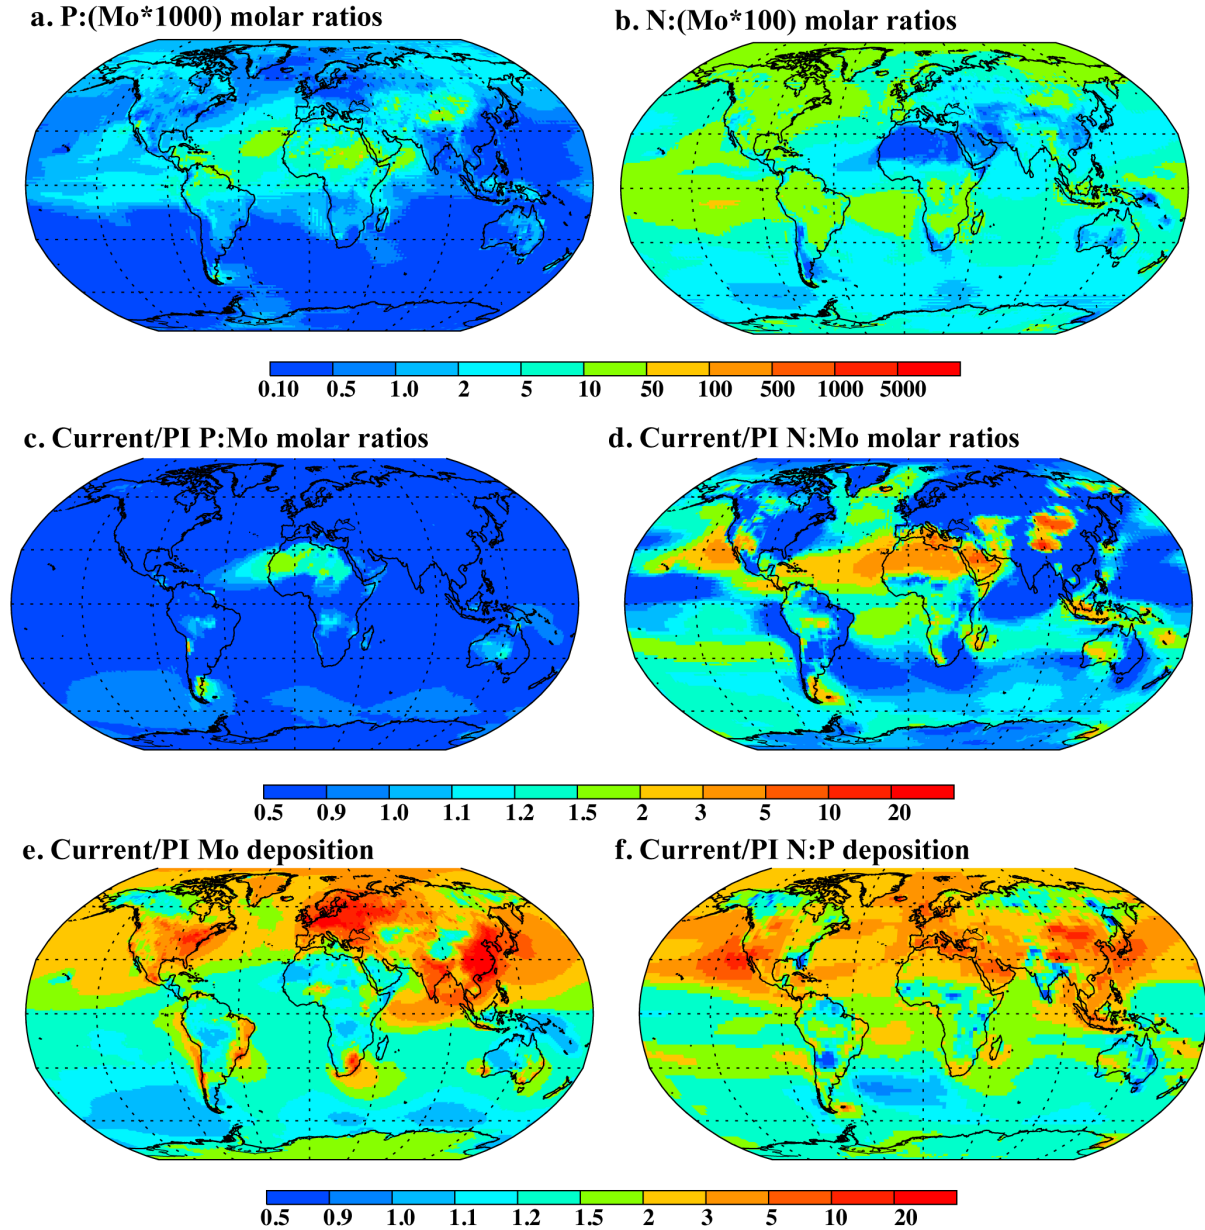 a. P:(Mo*1000) molar ratios
b. N:(Mo*100) molar ratios
0.10 0.5 1.0 2 5 10 50 100 500 1000 5000
c. Current/PI P:Mo molar ratios
d. Current/PI N:Mo molar ratios
0.5 0.9 1.0 1.1 1.2 1.5 2 3 5 10 20
e. Current/PI Mo deposition
f. Current/PI N:P deposition
0.5 0.9 1.0 1.1 1.2 1.5 2 3 5 10 20